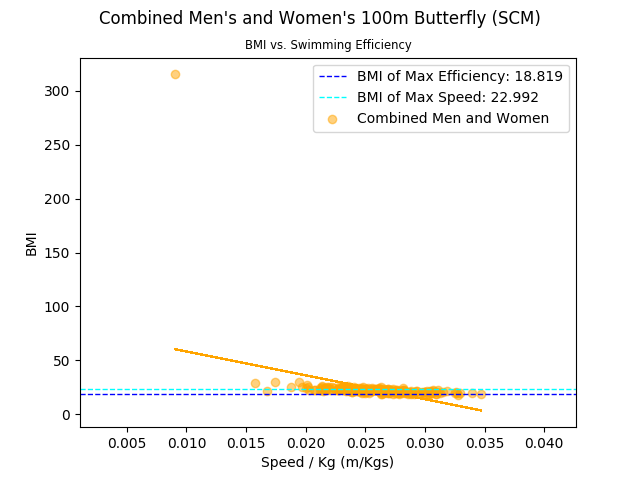 Combined Men's and Women's 100m Butterfly (SCM)
BMI vs. Swimming Efficiency
BMI of Max Efficiency: 18.819
BMI of Max Speed: 22.992
Combined Men and Women
300
250
200
150
100
50
0
BMI
0.005 0.010 0.015 0.020 0.025 0.030 0.035 0.040
Speed / Kg (m/Kgs)